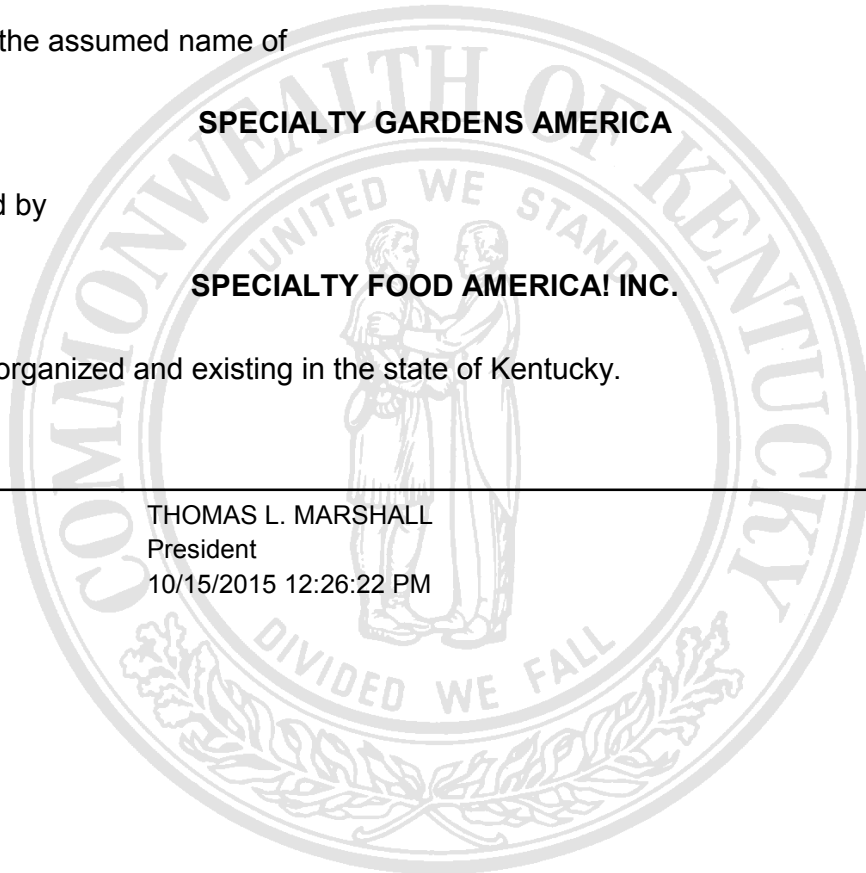 the assumed name of
SPECIALTY GARDENS AMERICA
d by
SPECIALTY FOOD AMERICA! INC.
organized and existing in the state of Kentucky.
THOMAS L. MARSHALL
President
10/15/2015 12:26:22 PM
COMMONWEALTH OF KENTUCKY
UNITED WE STAND
DIVIDED WE FALL